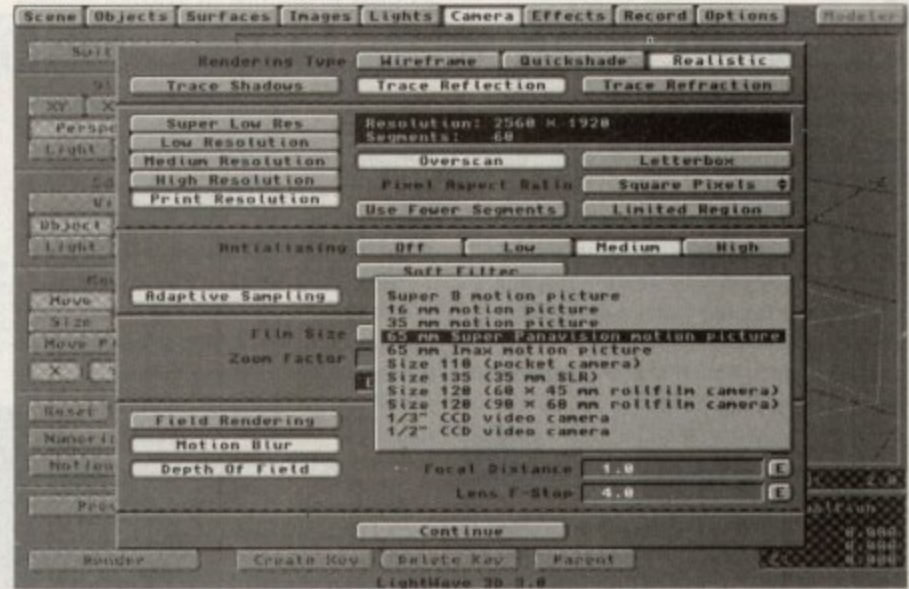 Scene Objects Surfaces Images Lights Camera Effects Record Options Modeler
Rendering Type Wireframe Quickshade Realistic
Trace Shadows Trace Reflection Trace Refraction
Super Low Res Resolution: 2560 × 1920
Segments: 60
Low Resolution
Medium Resolution Overscan Letterbox
High Resolution Pixel Aspect Ratio Square Pixels
Print Resolution Use Fewer Segments Limited Region
Antialiasing Off Low Medium High
Soft Filter
Adaptive Sampling
Super 8 motion picture
16 mm motion picture
35 mm motion picture
65 mm Super Panavision motion picture
65 mm Imax motion picture
Size 110 (pocket camera)
Size 135 (35 mm SLR)
Size 120 (60 × 45 mm rollfilm camera)
Size 120 (90 × 60 mm rollfilm camera)
1/3" CCD video camera
1/2" CCD video camera
Film Size
Zoom Factor
Field Rendering
Motion Blur
Depth Of Field Focal Distance 1.0 E
Lens F-Stop 4.0 E
Continue
XY
Light
Object
Light
Move
Size
X
Reset
Render Create Key Delete Key Parent
LightWave 3D 3.0